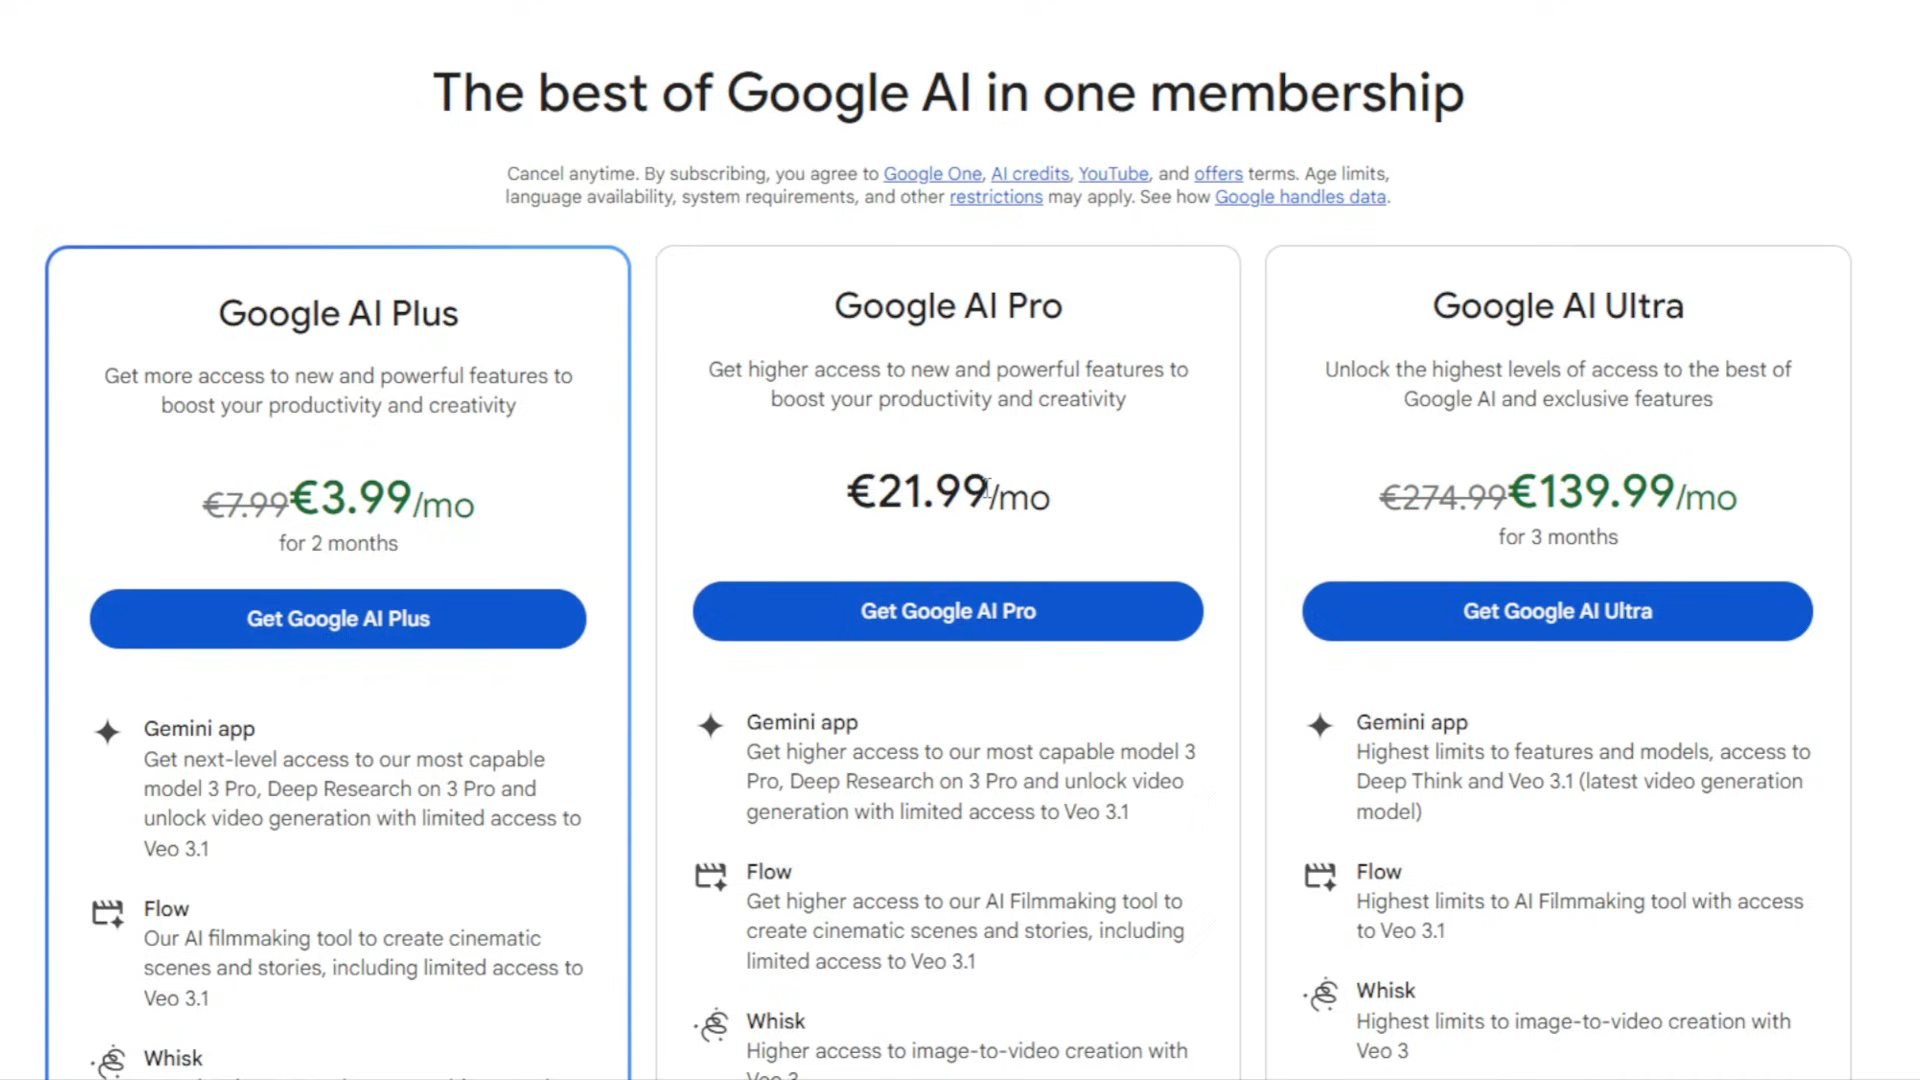 The best of Google AI in one membership
Cancel anytime. By subscribing, you agree to Google One, AI credits, YouTube, and offers terms. Age limits,
language availability, system requirements, and other restrictions may apply. See how Google handles data.
Google AI Plus
Get more access to new and powerful features to
boost your productivity and creativity
€7.99 €3.99/mo
for 2 months
Get Google AI Plus
Gemini app
Get next-level access to our most capable
model 3 Pro, Deep Research on 3 Pro and
unlock video generation with limited access to
Veo 3.1
Flow
Our AI filmmaking tool to create cinematic
scenes and stories, including limited access to
Veo 3.1
Whisk
Google AI Pro
Get higher access to new and powerful features to
boost your productivity and creativity
€21.99/mo
Get Google AI Pro
Gemini app
Get higher access to our most capable model 3
Pro, Deep Research on 3 Pro and unlock video
generation with limited access to Veo 3.1
Flow
Get higher access to our AI Filmmaking tool to
create cinematic scenes and stories, including
limited access to Veo 3.1
Whisk
Higher access to image-to-video creation with
Veo 3
Google AI Ultra
Unlock the highest levels of access to the best of
Google AI and exclusive features
€274.99 €139.99/mo
for 3 months
Get Google AI Ultra
Gemini app
Highest limits to features and models, access to
Deep Think and Veo 3.1 (latest video generation
model)
Flow
Highest limits to AI Filmmaking tool with access
to Veo 3.1
Whisk
Highest limits to image-to-video creation with
Veo 3